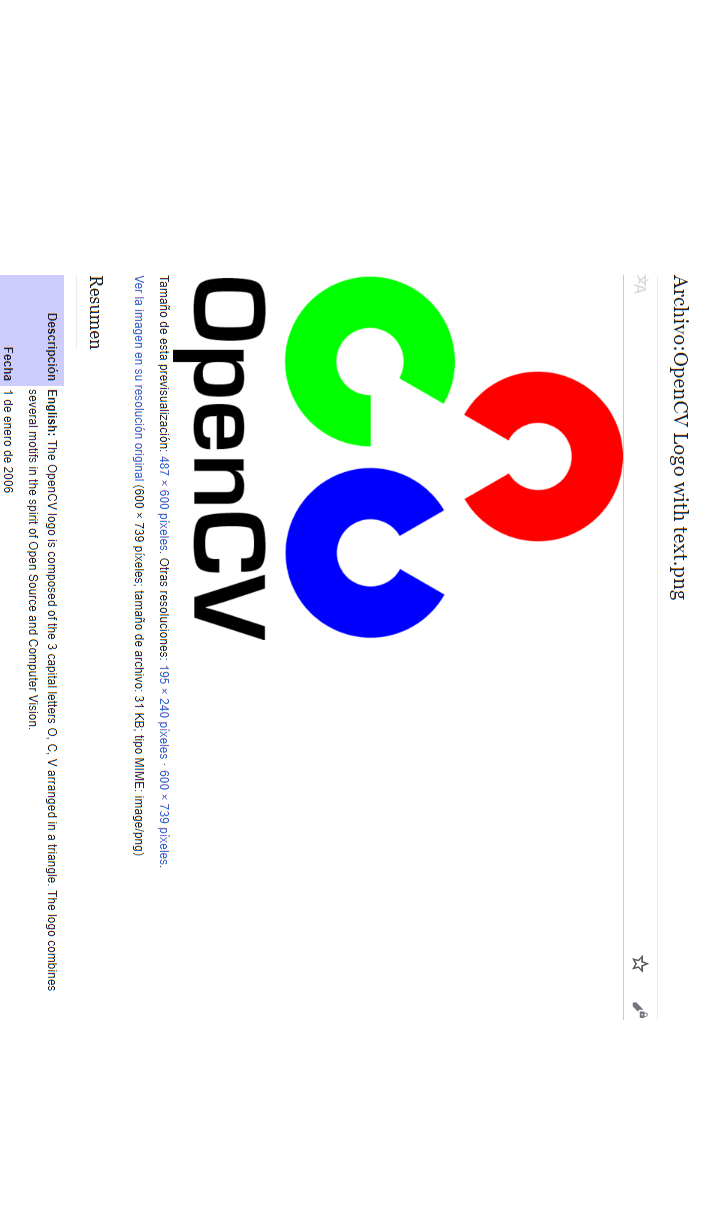 Archivo:OpenCV Logo with text.png
OpenCV
Tamaño de esta previsualización: 487 × 600 píxeles. Otras resoluciones: 195 × 240 píxeles · 600 × 739 píxeles.
Ver la imagen en su resolución original (600 × 739 píxeles; tamaño de archivo: 31 KB; tipo MIME: image/png)
Resumen
Descripción English: The OpenCV logo is composed of the 3 capital letters O, C, V arranged in a triangle. The logo combines
several motifs in the spirit of Open Source and Computer Vision.
Fecha 1 de enero de 2006